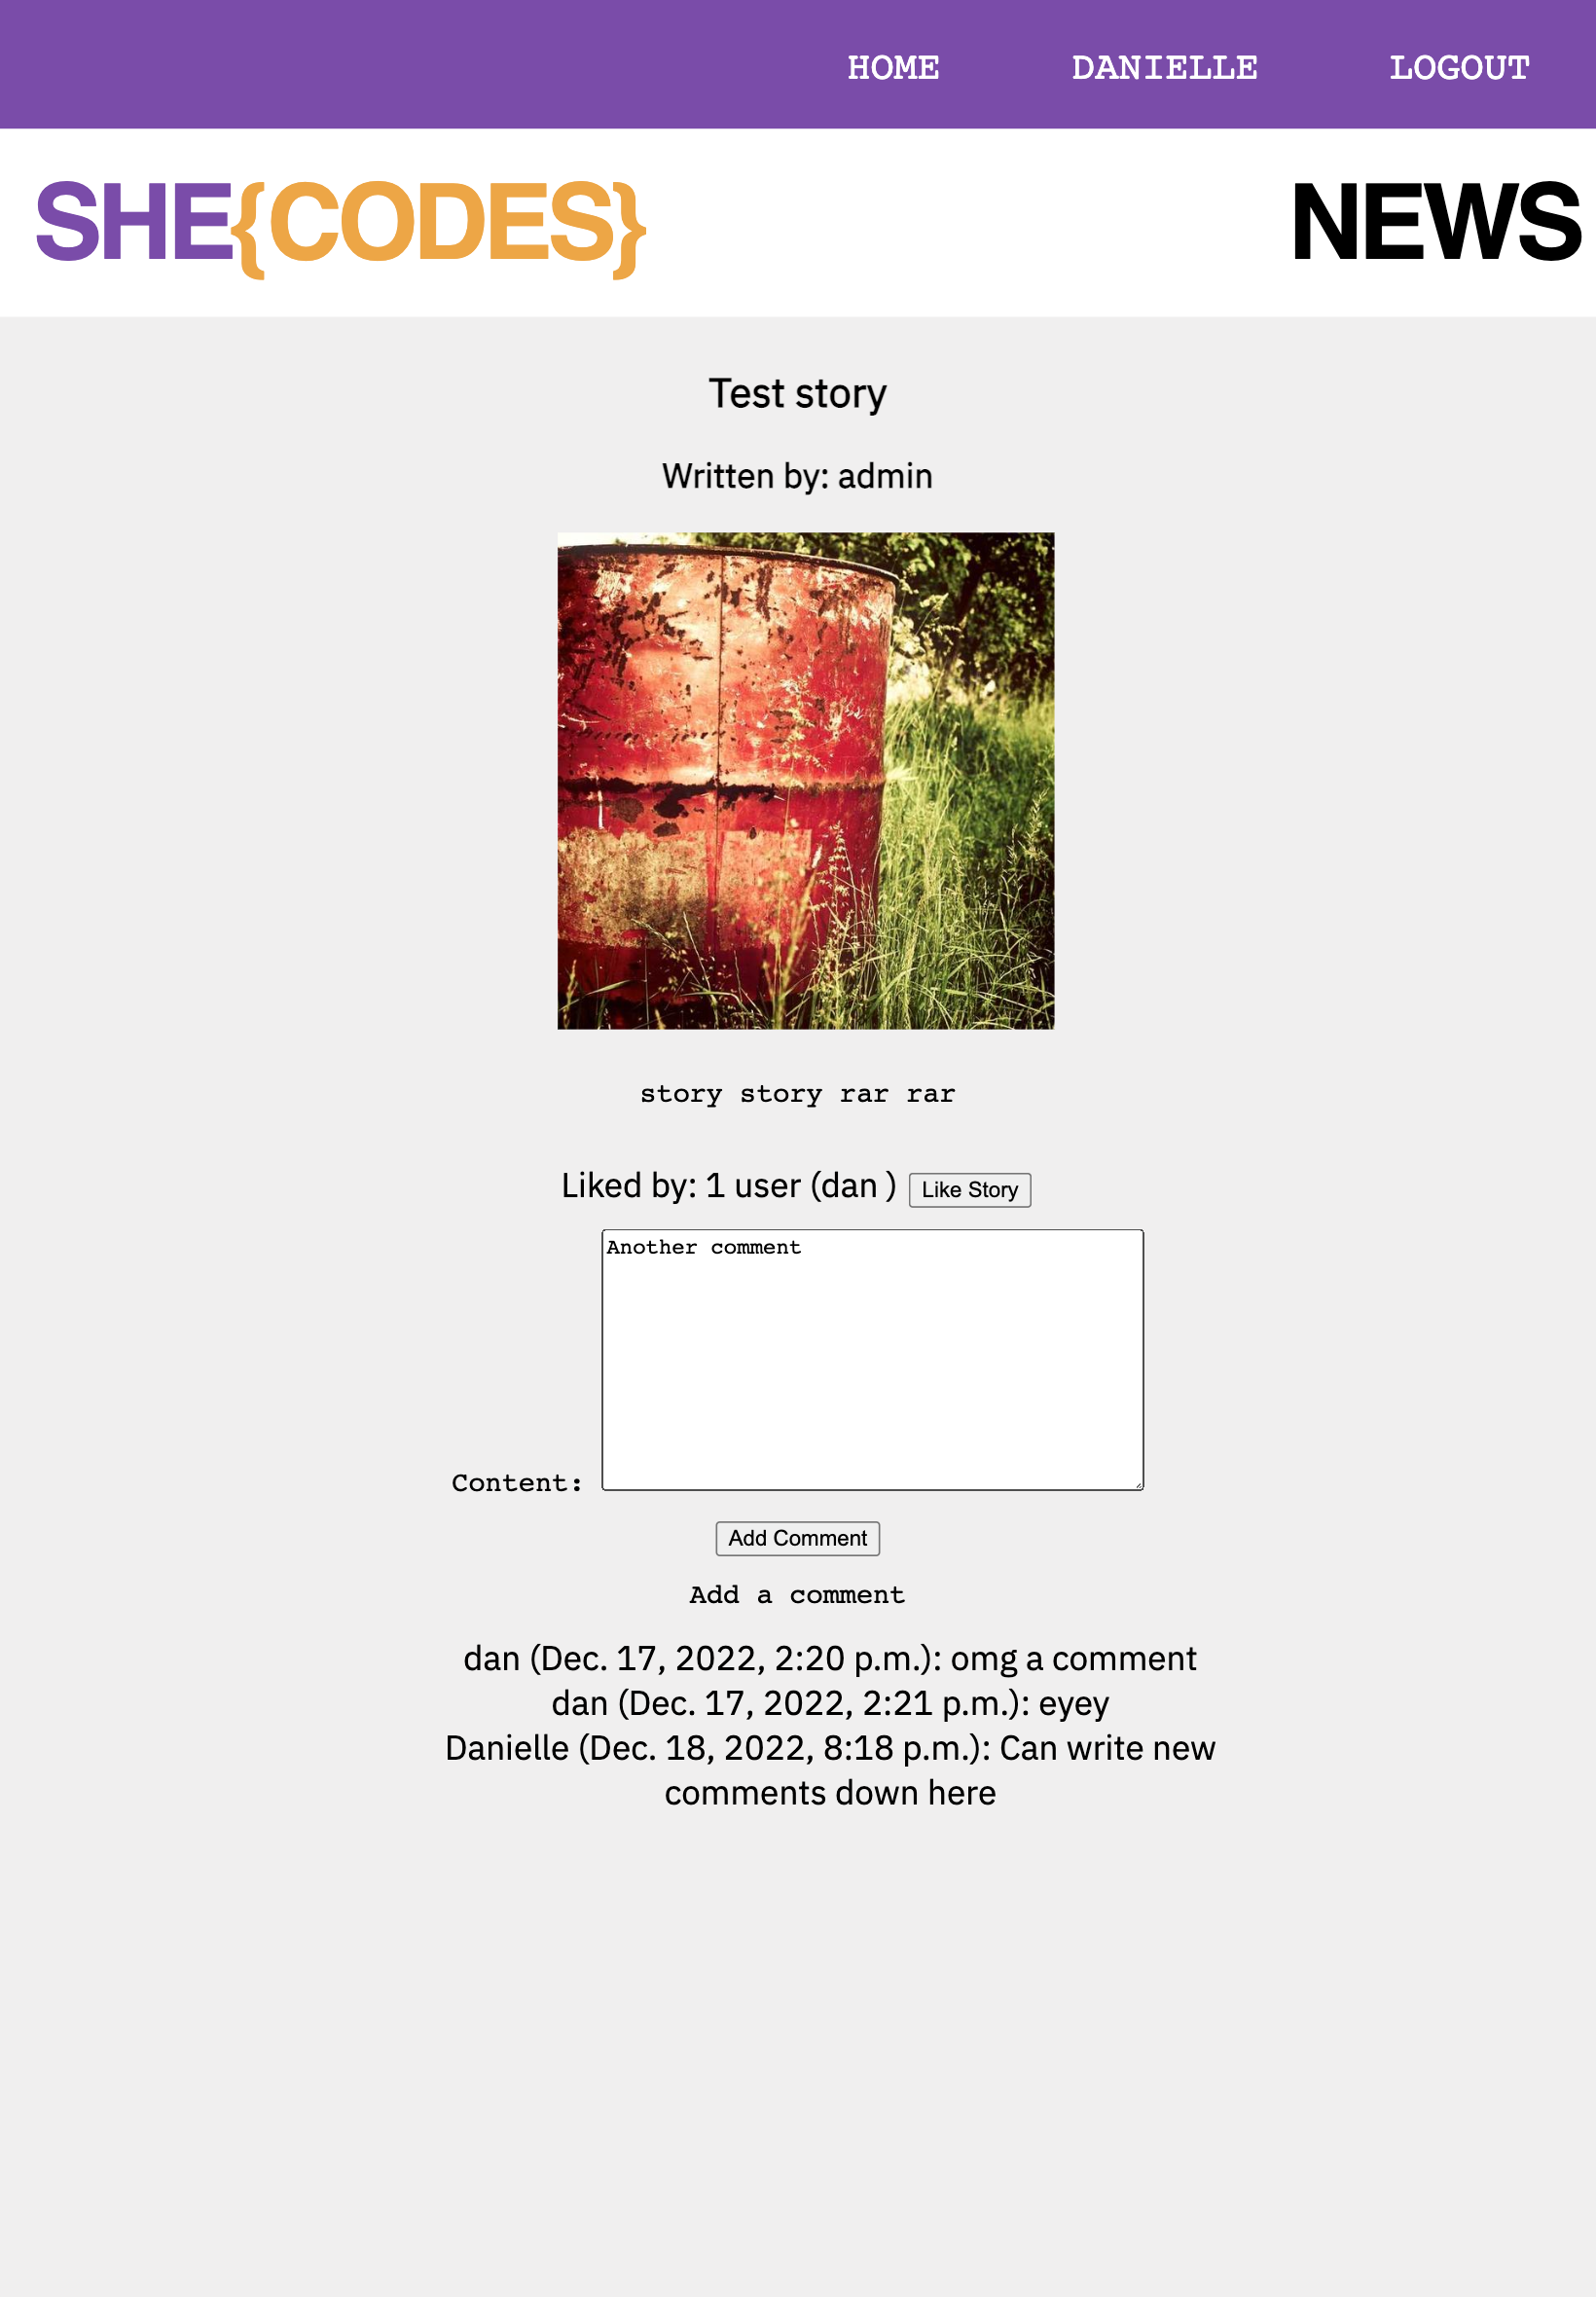 HOME DANIELLE LOGOUT
SHE{CODES} NEWS
Test story
Written by: admin
story story rar rar
Liked by: 1 user (dan ) Like Story
Another comment
Content:
Add Comment
Add a comment
dan (Dec. 17, 2022, 2:20 p.m.): omg a comment
dan (Dec. 17, 2022, 2:21 p.m.): eyey
Danielle (Dec. 18, 2022, 8:18 p.m.): Can write new
comments down here